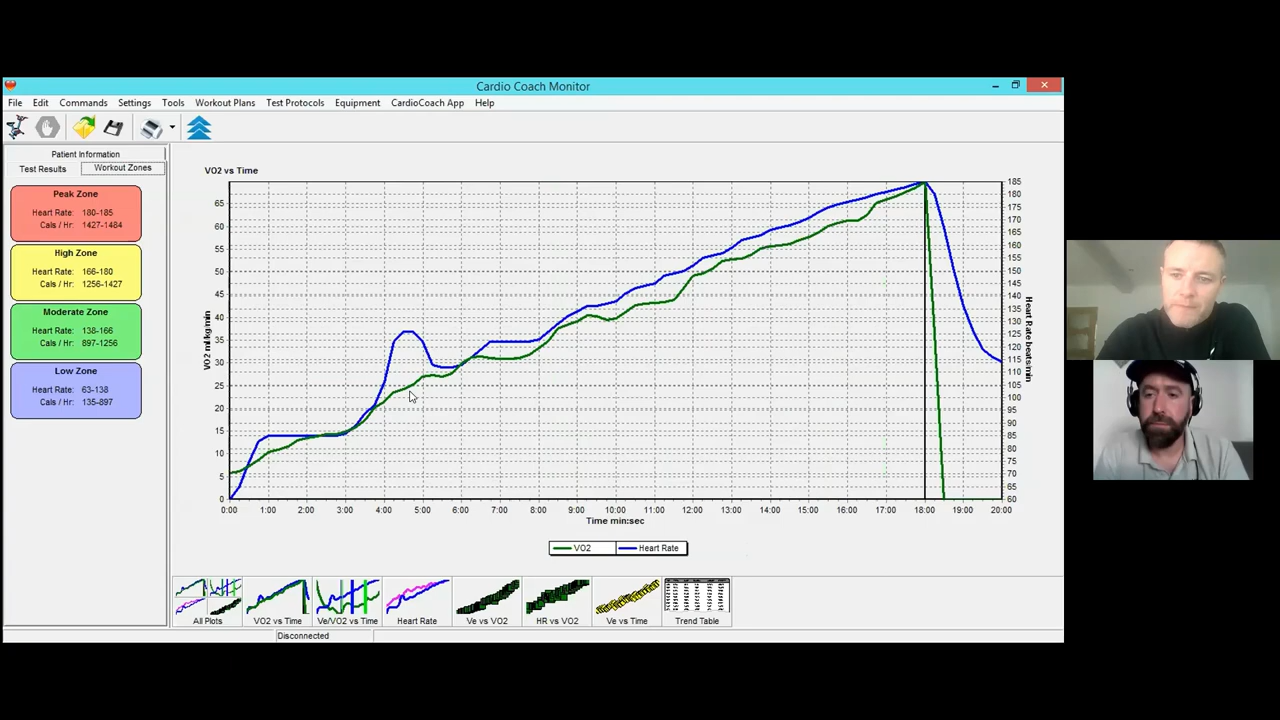 Cardio Coach Monitor
File Edit Commands Settings Tools Workout Plans Test Protocols Equipment CardioCoach App Help
Patient Information
Test Results Workout Zones
Peak Zone
Heart Rate: 180-185
Cals / Hr: 1427-1484
High Zone
Heart Rate: 166-180
Cals / Hr: 1256-1427
Moderate Zone
Heart Rate: 138-166
Cals / Hr: 897-1256
Low Zone
Heart Rate: 63-138
Cals / Hr: 135-897
VO2 vs Time
VO2 ml/kg/min
65
60
55
50
45
40
35
30
25
20
15
10
5
0
185
180
175
170
165
160
155
150
145
140
135
130
125
120
115
110
105
100
95
90
85
80
75
70
65
60
Heart Rate beats/min
0:00 1:00 2:00 3:00 4:00 5:00 6:00 7:00 8:00 9:00 10:00 11:00 12:00 13:00 14:00 15:00 16:00 17:00 18:00 19:00 20:00
Time min:sec
VO2 Heart Rate
All Plots VO2 vs Time Ve/VO2 vs Time Heart Rate Ve vs VO2 HR vs VO2 Ve vs Time Trend Table
Disconnected